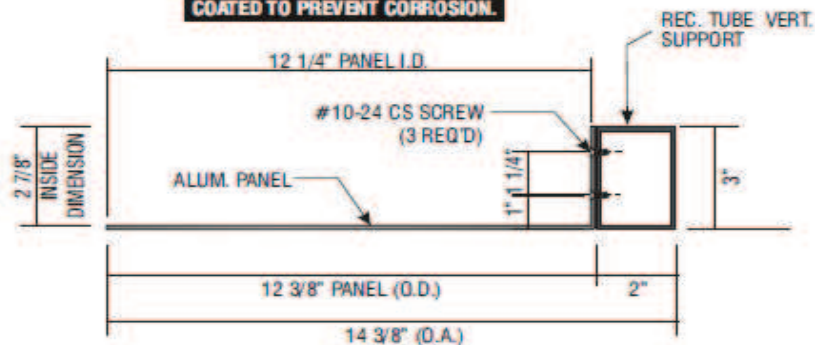 COATED TO PREVENT CORROSION.
REC. TUBE VERT.
SUPPORT
12 1/4" PANEL I.D.
#10-24 CS SCREW
(3 REQ'D)
2 7/8"
INSIDE
DIMENSION
ALUM. PANEL
1" 1 1/4"
3"
12 3/8" PANEL (O.D.)
2"
14 3/8" (O.A.)